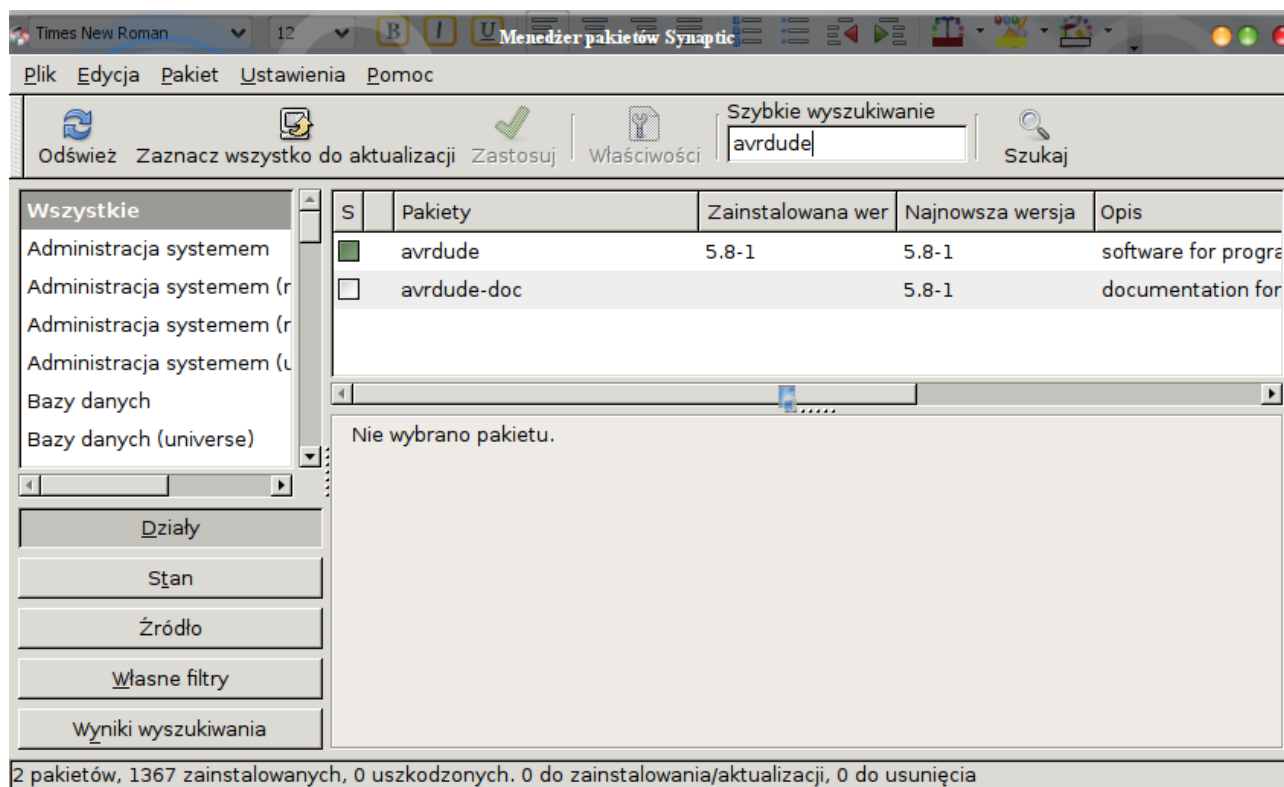 Times New Roman 12 B I U Menedżer pakietów Synaptic
Plik Edycja Pakiet Ustawienia Pomoc
Szybkie wyszukiwanie
avrdude
Odśwież Zaznacz wszystko do aktualizacji Zastosuj Właściwości Szukaj
Wszystkie
Administracja systemem
Administracja systemem (r
Administracja systemem (r
Administracja systemem (u
Bazy danych
Bazy danych (universe)
S Pakiety Zainstalowana wer Najnowsza wersja Opis
avrdude 5.8-1 5.8-1 software for progra
avrdude-doc 5.8-1 documentation for
Nie wybrano pakietu.
Działy
Stan
Źródło
Własne filtry
Wyniki wyszukiwania
2 pakietów, 1367 zainstalowanych, 0 uszkodzonych. 0 do zainstalowania/aktualizacji, 0 do usunięcia